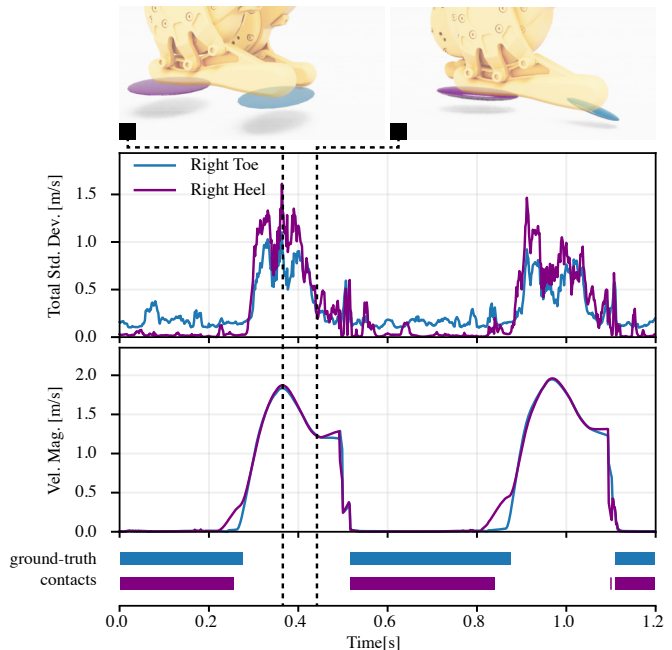 Right Toe
Right Heel
Total Std. Dev. [m/s]
1.5
1.0
0.5
0.0
Vel. Mag. [m/s]
2.0
1.5
1.0
0.5
0.0
ground-truth
contacts
0.0 0.2 0.4 0.6 0.8 1.0 1.2
Time[s]